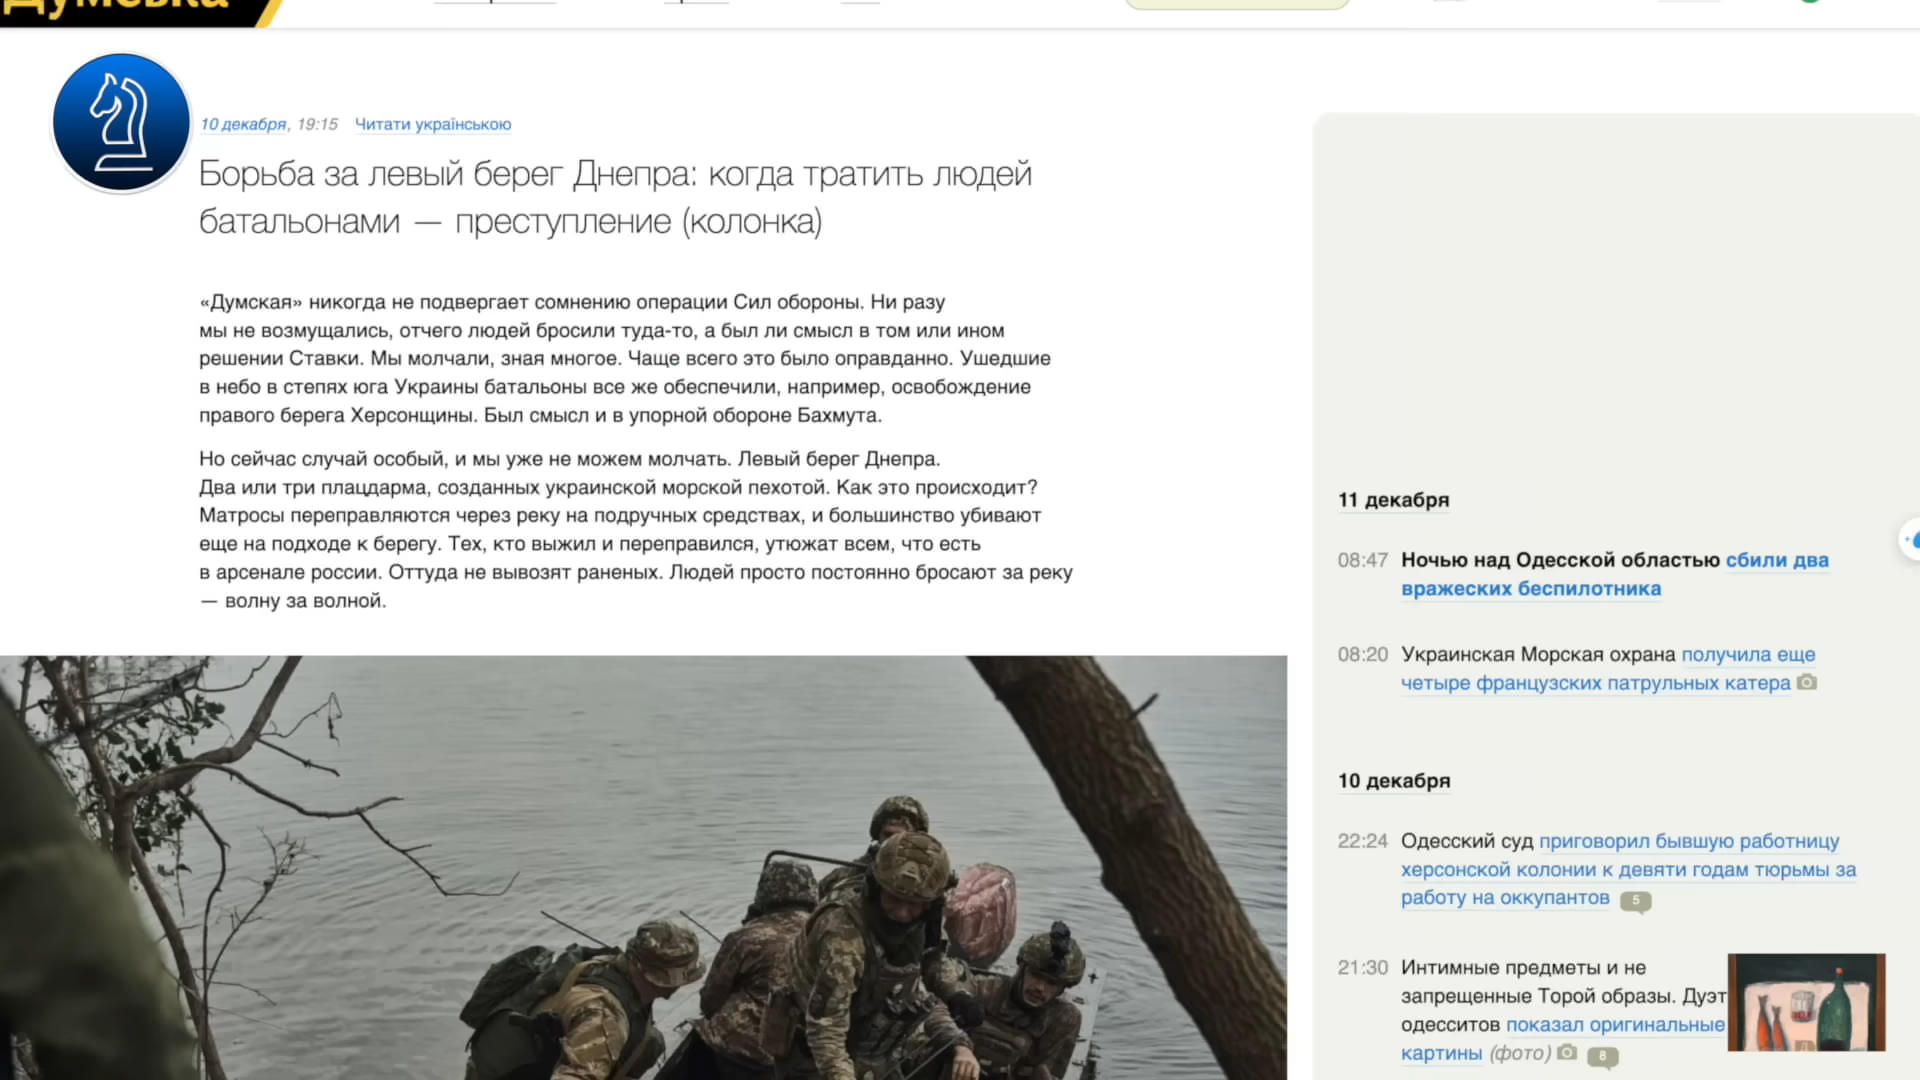 Думська
10 декабря, 19:15 Читати українською
Борьба за левый берег Днепра: когда тратить людей
батальонами — преступление (колонка)
«Думская» никогда не подвергает сомнению операции Сил обороны. Ни разу
мы не возмущались, отчего людей бросили туда-то, а был ли смысл в том или ином
решении Ставки. Мы молчали, зная многое. Чаще всего это было оправданно. Ушедшие
в небо в степях юга Украины батальоны все же обеспечили, например, освобождение
правого берега Херсонщины. Был смысл и в упорной обороне Бахмута.
Но сейчас случай особый, и мы уже не можем молчать. Левый берег Днепра.
Два или три плацдарма, созданных украинской морской пехотой. Как это происходит?
Матросы переправляются через реку на подручных средствах, и большинство убивают
еще на подходе к берегу. Тех, кто выжил и переправился, утюжат всем, что есть
в арсенале россии. Оттуда не вывозят раненых. Людей просто постоянно бросают за реку
— волну за волной.
11 декабря
08:47 Ночью над Одесской областью сбили два
вражеских беспилотника
08:20 Украинская Морская охрана получила еще
четыре французских патрульных катера
10 декабря
22:24 Одесский суд приговорил бывшую работницу
херсонской колонии к девяти годам тюрьмы за
работу на оккупантов 5
21:30 Интимные предметы и не
запрещенные Торой образы. Дуэт
одесситов показал оригинальные
картины (фото) 8